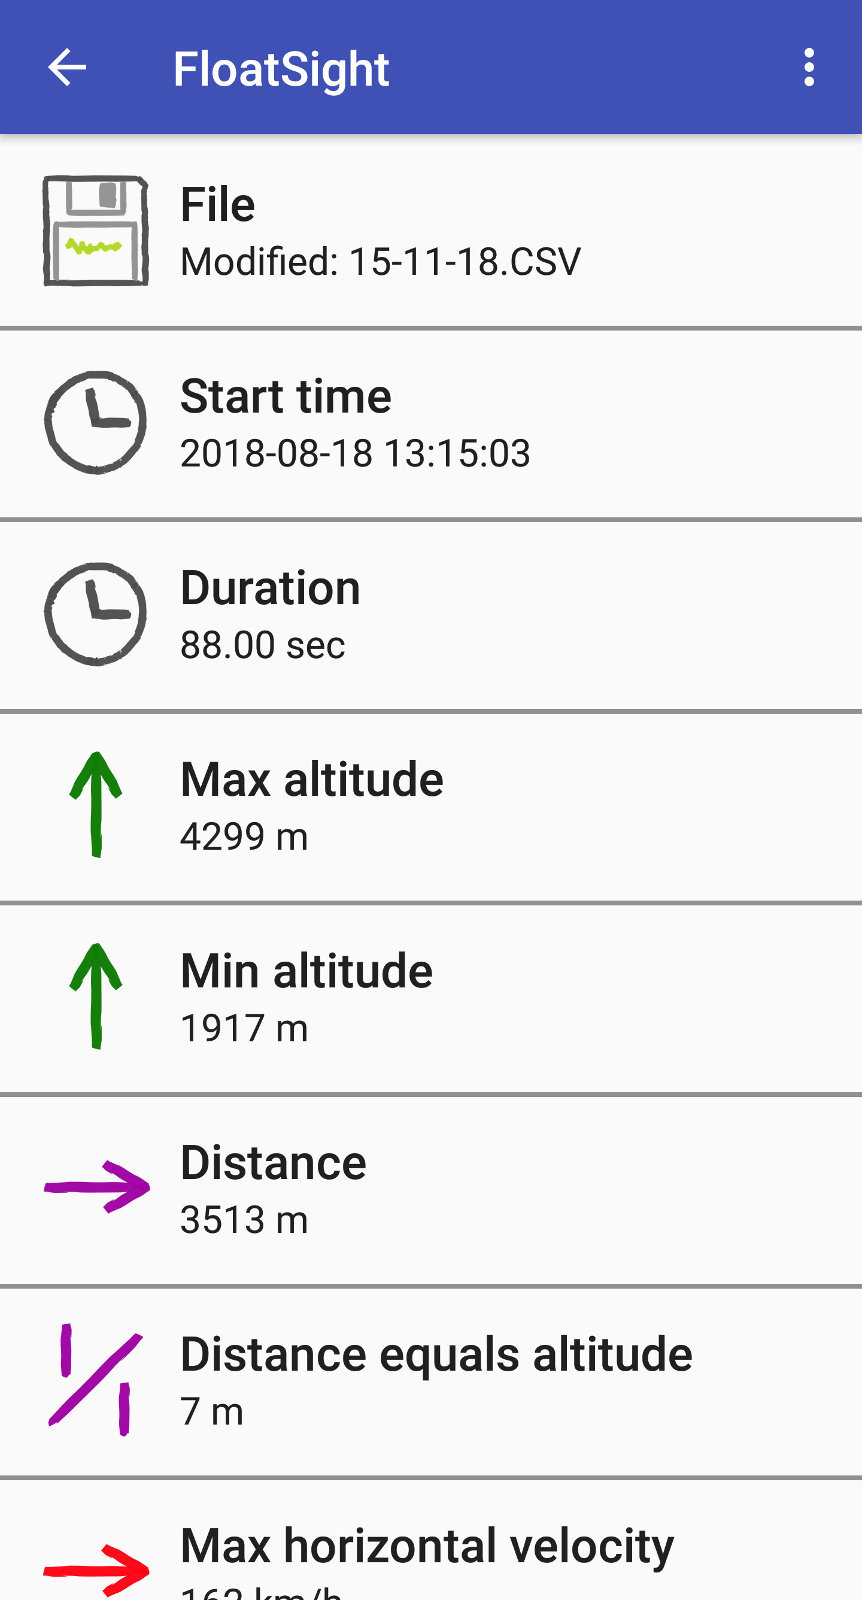 FloatSight
File
Modified: 15-11-18.CSV
Start time
2018-08-18 13:15:03
Duration
88.00 sec
Max altitude
4299 m
Min altitude
1917 m
Distance
3513 m
Distance equals altitude
7 m
Max horizontal velocity